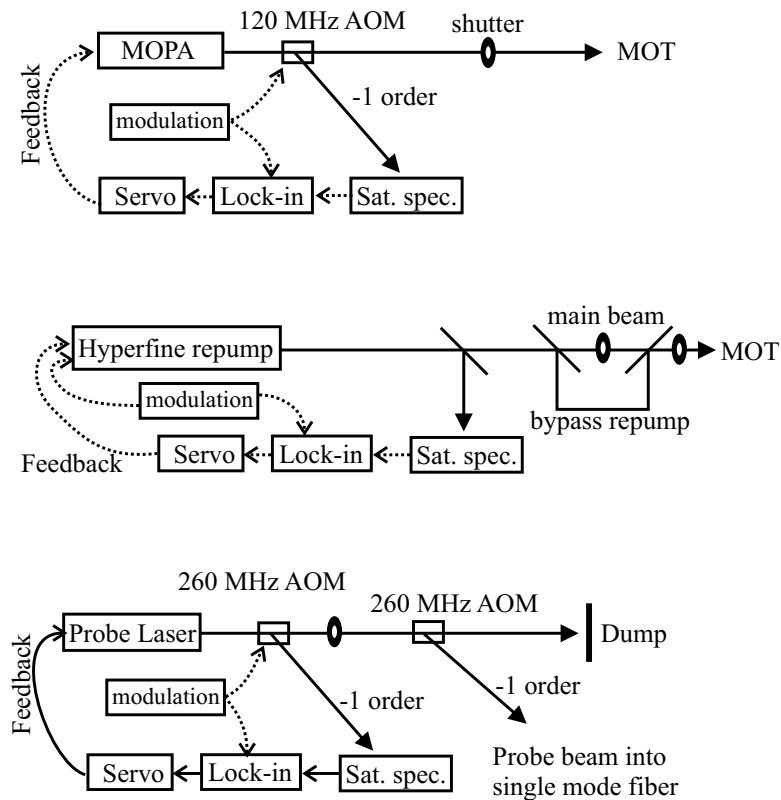 120 MHz AOM
shutter
MOPA
MOT
-1 order
Feedback
modulation
Servo
Lock-in
Sat. spec.
main beam
Hyperfine repump
MOT
modulation
bypass repump
Feedback
Servo
Lock-in
Sat. spec.
260 MHz AOM
260 MHz AOM
Probe Laser
Dump
Feedback
modulation
-1 order
-1 order
Servo
Lock-in
Sat. spec.
Probe beam into
single mode fiber